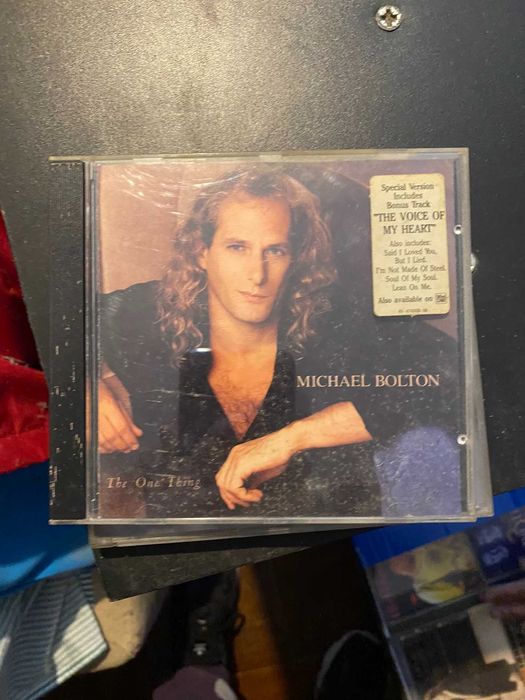 Special Version
Includes
Bonus Track
"THE VOICE OF
MY HEART"
Also includes:
Said I Loved You,
But I Lied.
I'm Not Made Of Steel.
Soul Of My Soul.
Lean On Me.
Also available on
MICHAEL BOLTON
The One Thing